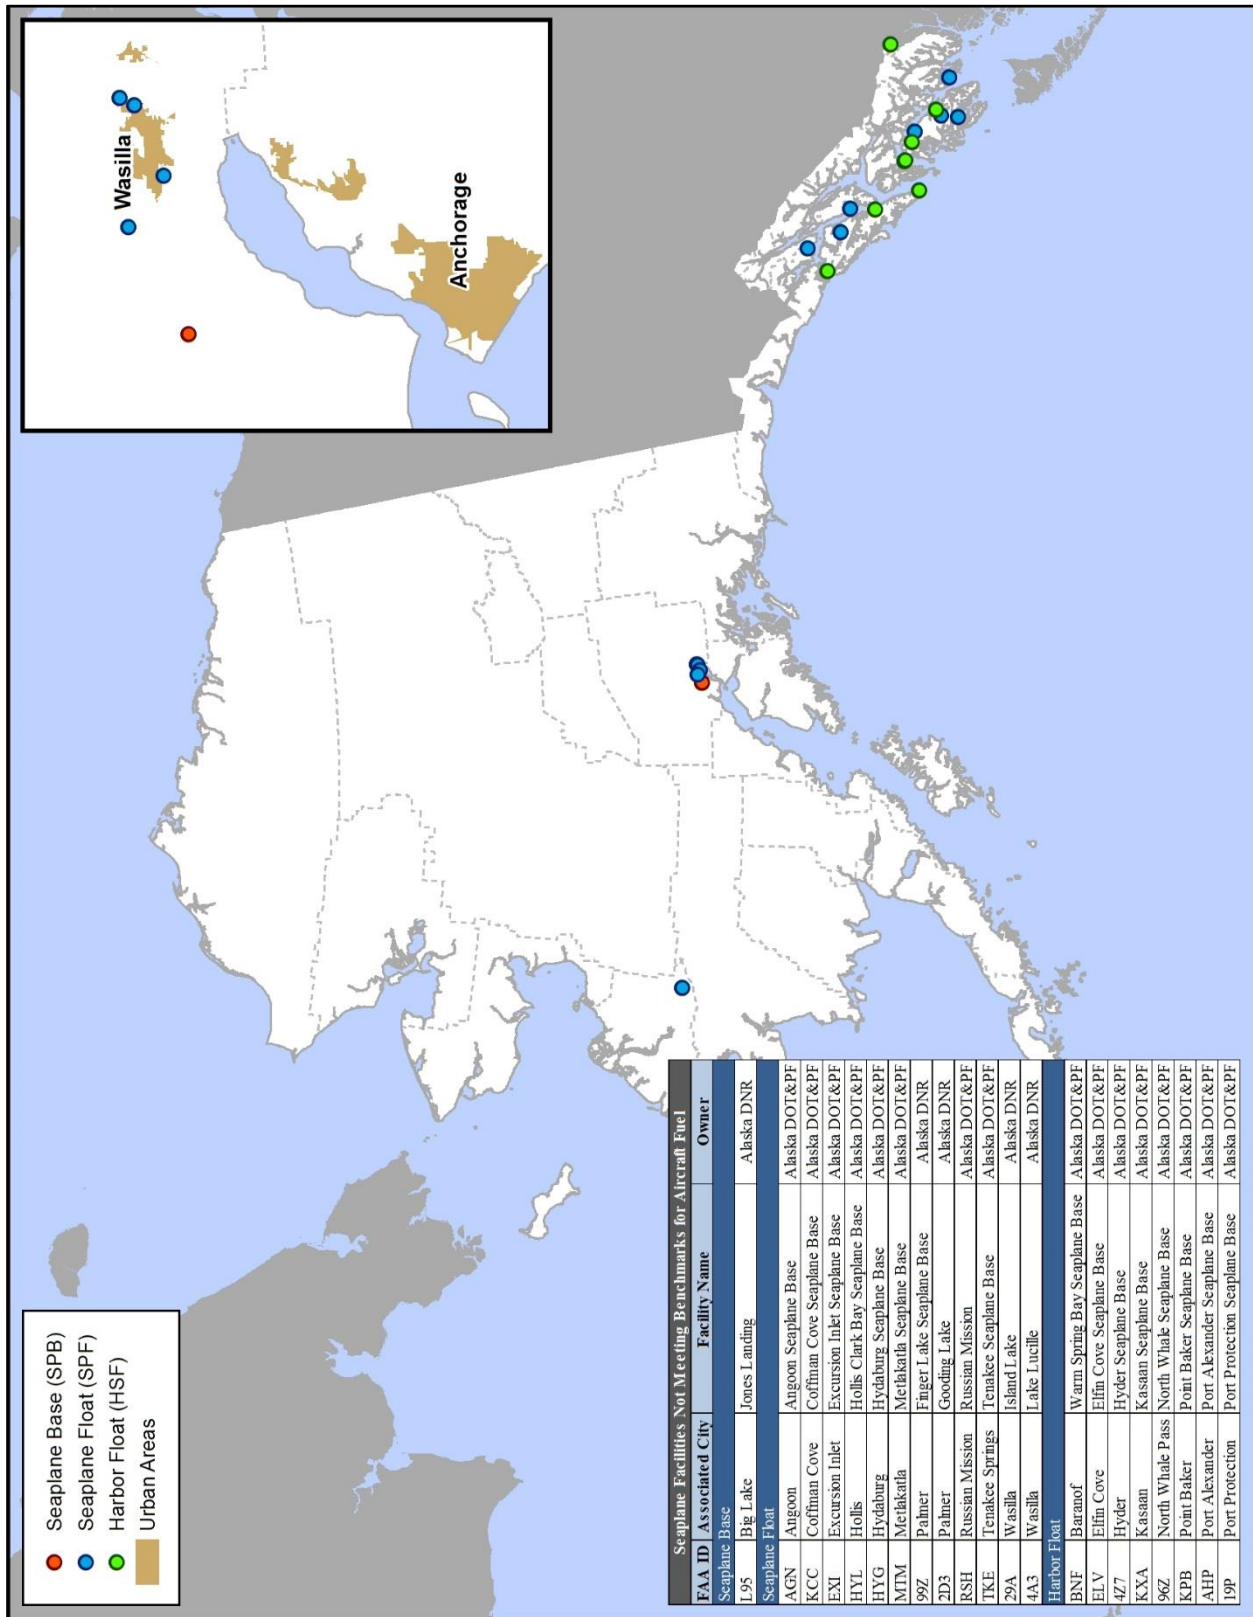 Seaplane Base (SPB)
Seaplane Float (SPF)
Harbor Float (HSF)
Urban Areas
Wasilla
Anchorage
Seaplane Facilities Not Meeting Benchmarks for Aircraft Fuel
FAA ID Associated City Facility Name Owner
Seaplane Base
L95 Big Lake Jones Landing Alaska DNR
Seaplane Float
AGN Angoon Angoon Seaplane Base Alaska DOT&PF
KCC Coffman Cove Coffman Cove Seaplane Base Alaska DOT&PF
EXI Excursion Inlet Excursion Inlet Seaplane Base Alaska DOT&PF
HYL Hollis Hollis Clark Bay Seaplane Base Alaska DOT&PF
HYG Hydaburg Hydaburg Seaplane Base Alaska DOT&PF
MTM Metlakatla Metlakatla Seaplane Base Alaska DOT&PF
99Z Palmer Finger Lake Seaplane Base Alaska DNR
2D3 Palmer Gooding Lake Alaska DNR
RSH Russian Mission Russian Mission Alaska DOT&PF
TKE Tenakee Springs Tenakee Seaplane Base Alaska DOT&PF
29A Wasilla Island Lake Alaska DNR
4A3 Wasilla Lake Lucille Alaska DNR
Harbor Float
BNF Baranof Warm Spring Bay Seaplane Base Alaska DOT&PF
ELV Elfin Cove Elfin Cove Seaplane Base Alaska DOT&PF
4Z7 Hyder Hyder Seaplane Base Alaska DOT&PF
KXA Kasaan Kasaan Seaplane Base Alaska DOT&PF
96Z North Whale Pass North Whale Seaplane Base Alaska DOT&PF
KPB Point Baker Point Baker Seaplane Base Alaska DOT&PF
AHP Port Alexander Port Alexander Seaplane Base Alaska DOT&PF
19P Port Protection Port Protection Seaplane Base Alaska DOT&PF